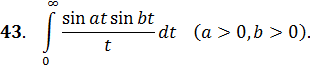 43. ∫₀^∞ (sin at sin bt)/t dt (a > 0, b > 0).